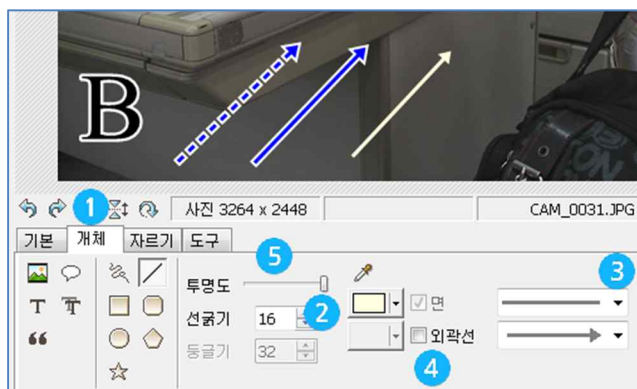 B
1
사진 3264 x 2448
CAM_0031.JPG
기본 개체 자르기 도구
5
3
투명도
T
선굵기 16 2
면
외곽선
둥글기 32
4